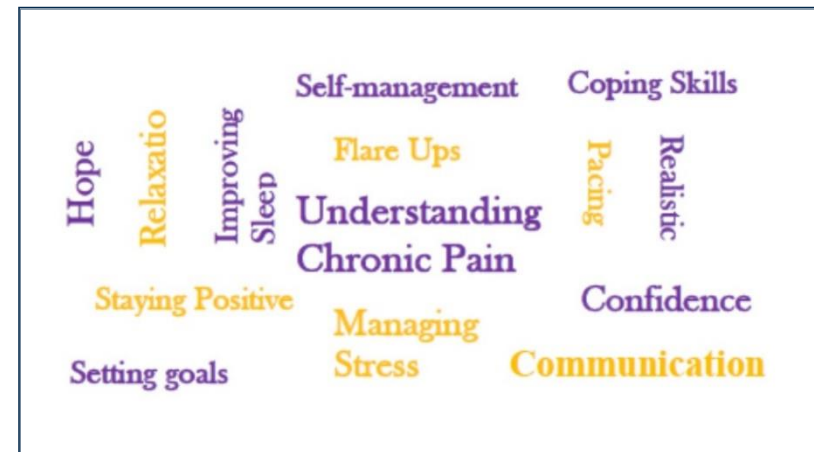 Self-management
Coping Skills
Hope
Relaxatio
Improving
Sleep
Flare Ups
Pacing
Realistic
Understanding
Chronic Pain
Staying Positive
Confidence
Managing
Stress
Communication
Setting goals